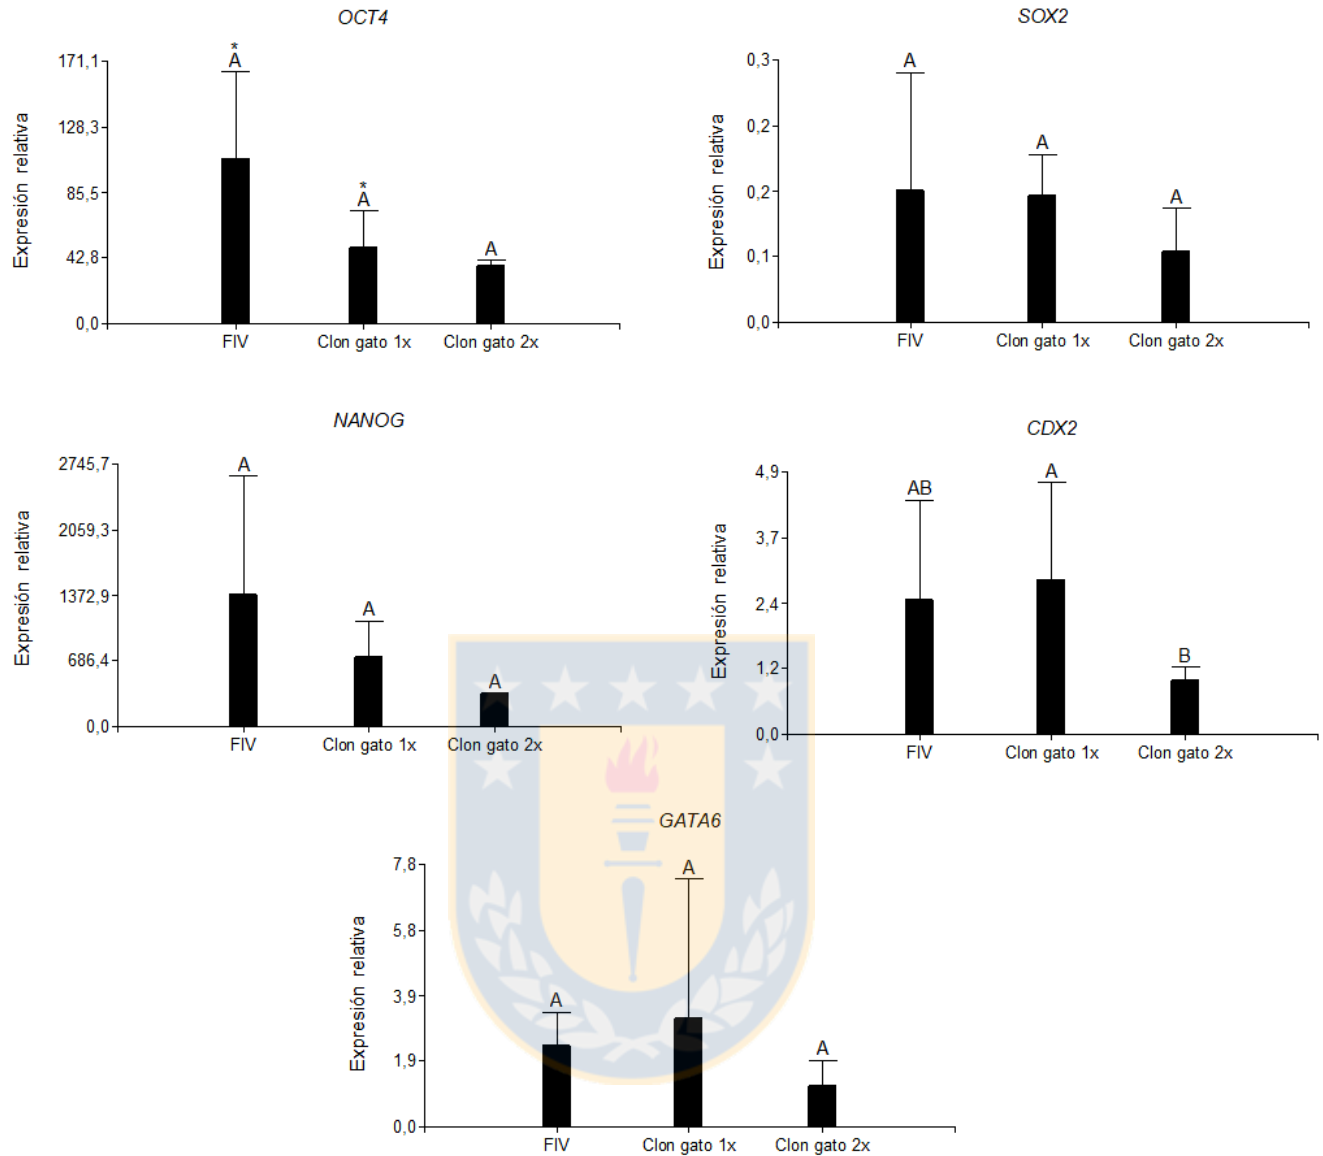 OCT4
*
A
171,1
128,3
85,5
42,8
0,0
*
A
A
Expresión relativa
FIV Clon gato 1x Clon gato 2x
SOX2
0,3
0,2
0,2
0,1
0,0
A
A
A
Expresión relativa
FIV Clon gato 1x Clon gato 2x
NANOG
2745,7
2059,3
1372,9
686,4
0,0
A
A
A
Expresión relativa
FIV Clon gato 1x Clon gato 2x
CDX2
4,9
3,7
2,4
1,2
0,0
AB
A
B
Expresión relativa
FIV Clon gato 1x Clon gato 2x
GATA6
7,8
5,8
3,9
1,9
0,0
A
A
A
Expresión relativa
FIV Clon gato 1x Clon gato 2x